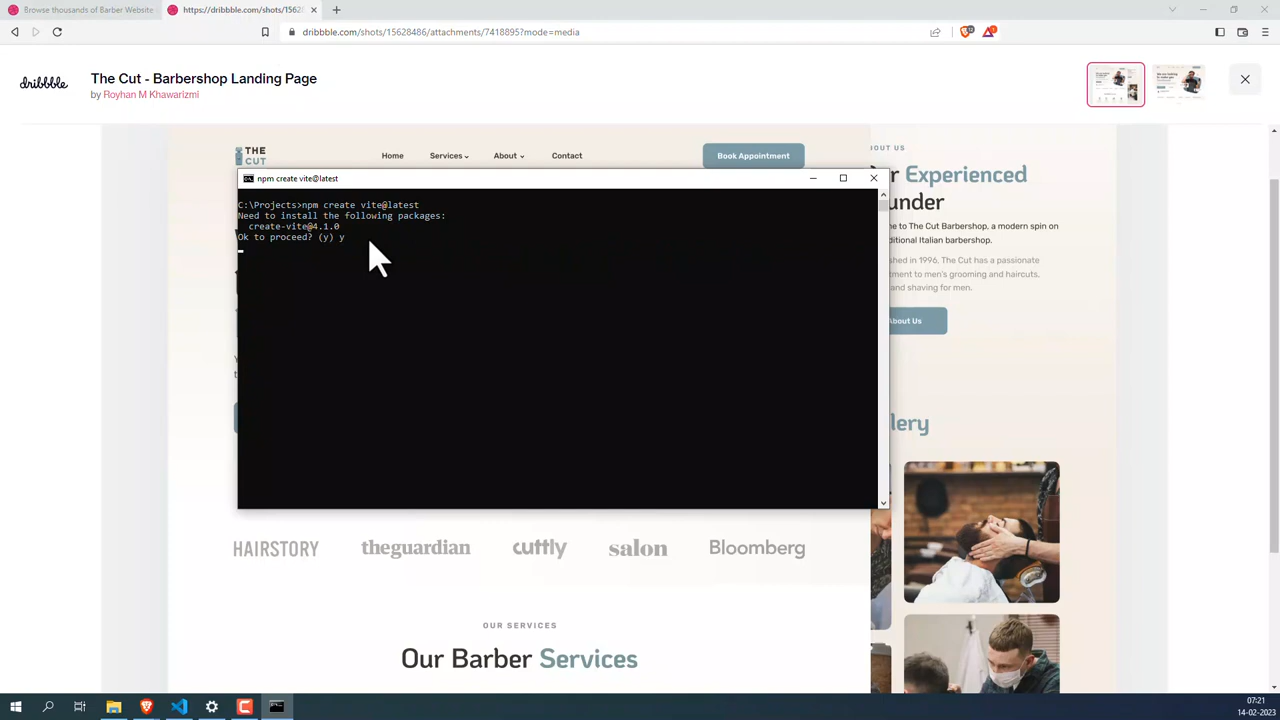 Browse thousands of Barber Website
https://dribbble.com/shots/1562
dribbble.com/shots/15628486/attachments/7418895?mode=media
dribbble
The Cut - Barbershop Landing Page
by Royhan M Khawarizmi
THE
CUT
Home
Services
About
Contact
Book Appointment
OUT US
r Experienced
under
me to The Cut Barbershop, a modern spin on
ditional Italian barbershop.
shed in 1996, The Cut has a passionate
tment to men's grooming and haircuts.
and shaving for men.
About Us
lery
npm create vite@latest
C:\Projects>npm create vite@latest
Need to install the following packages:
create-vite@4.1.0
Ok to proceed? (y) y
HAIRSTORY
theguardian
cuttly
salon
Bloomberg
OUR SERVICES
Our Barber Services
07:21
14-02-2023